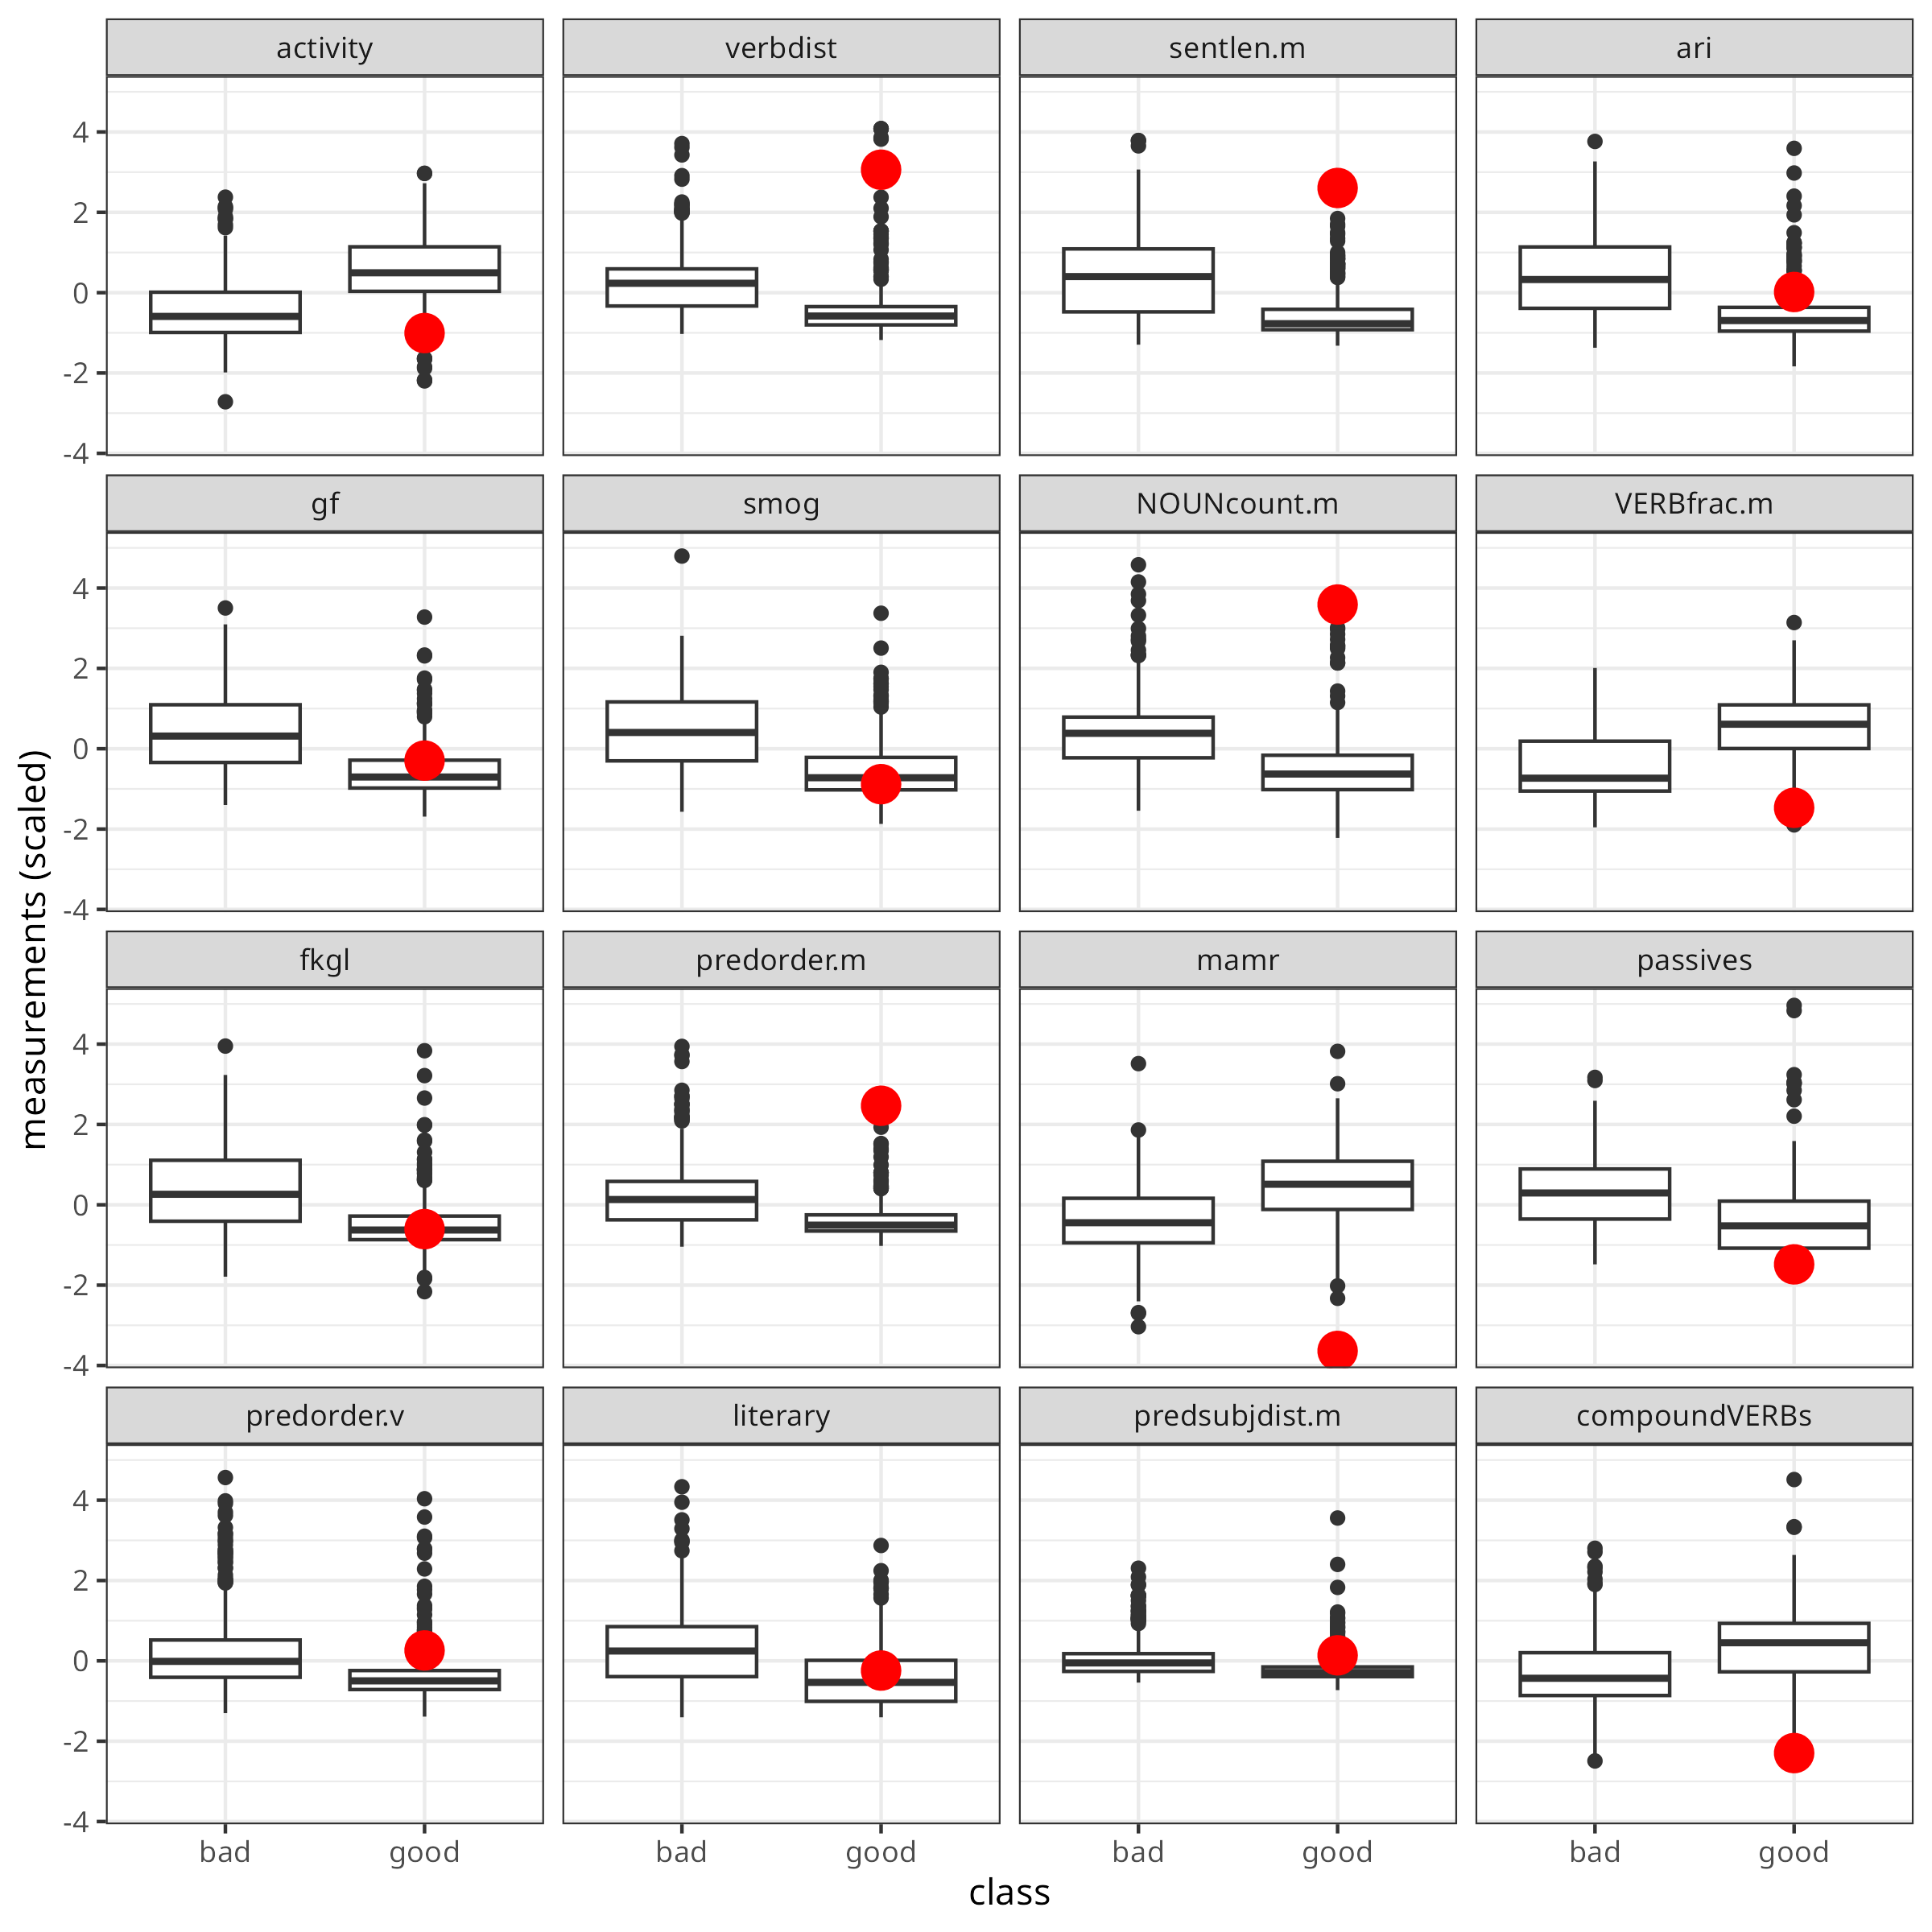 activity verbdist sentlen.m ari
4
2
0
-2
-4
gf smog NOUNcount.m VERBfrac.m
4
2
0
-2
-4
fkgl predorder.m mamr passives
4
2
0
-2
-4
predorder.v literary predsubjdist.m compoundVERBs
4
2
0
-2
-4
bad good bad good bad good bad good
class
measurements (scaled)